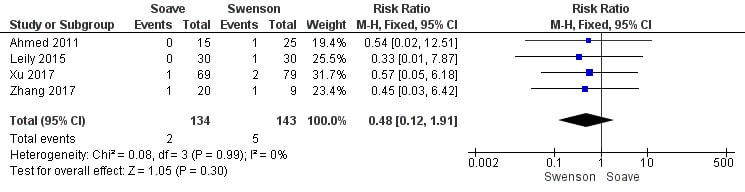 Soave Swenson Risk Ratio Risk Ratio
Study or Subgroup Events Total Events Total Weight M-H, Fixed, 95% CI M-H, Fixed, 95% CI
Ahmed 2011 0 15 1 25 19.4% 0.54 [0.02, 12.51]
Leily 2015 0 30 1 30 25.5% 0.33 [0.01, 7.87]
Xu 2017 1 69 2 79 31.7% 0.57 [0.05, 6.18]
Zhang 2017 1 20 1 9 23.4% 0.45 [0.03, 6.42]
Total (95% CI) 134 143 100.0% 0.48 [0.12, 1.91]
Total events 2 5
Heterogeneity: Chi² = 0.08, df = 3 (P = 0.99); I² = 0%
Test for overall effect: Z = 1.05 (P = 0.30)
0.002 0.1 1 10 500
Swenson Soave